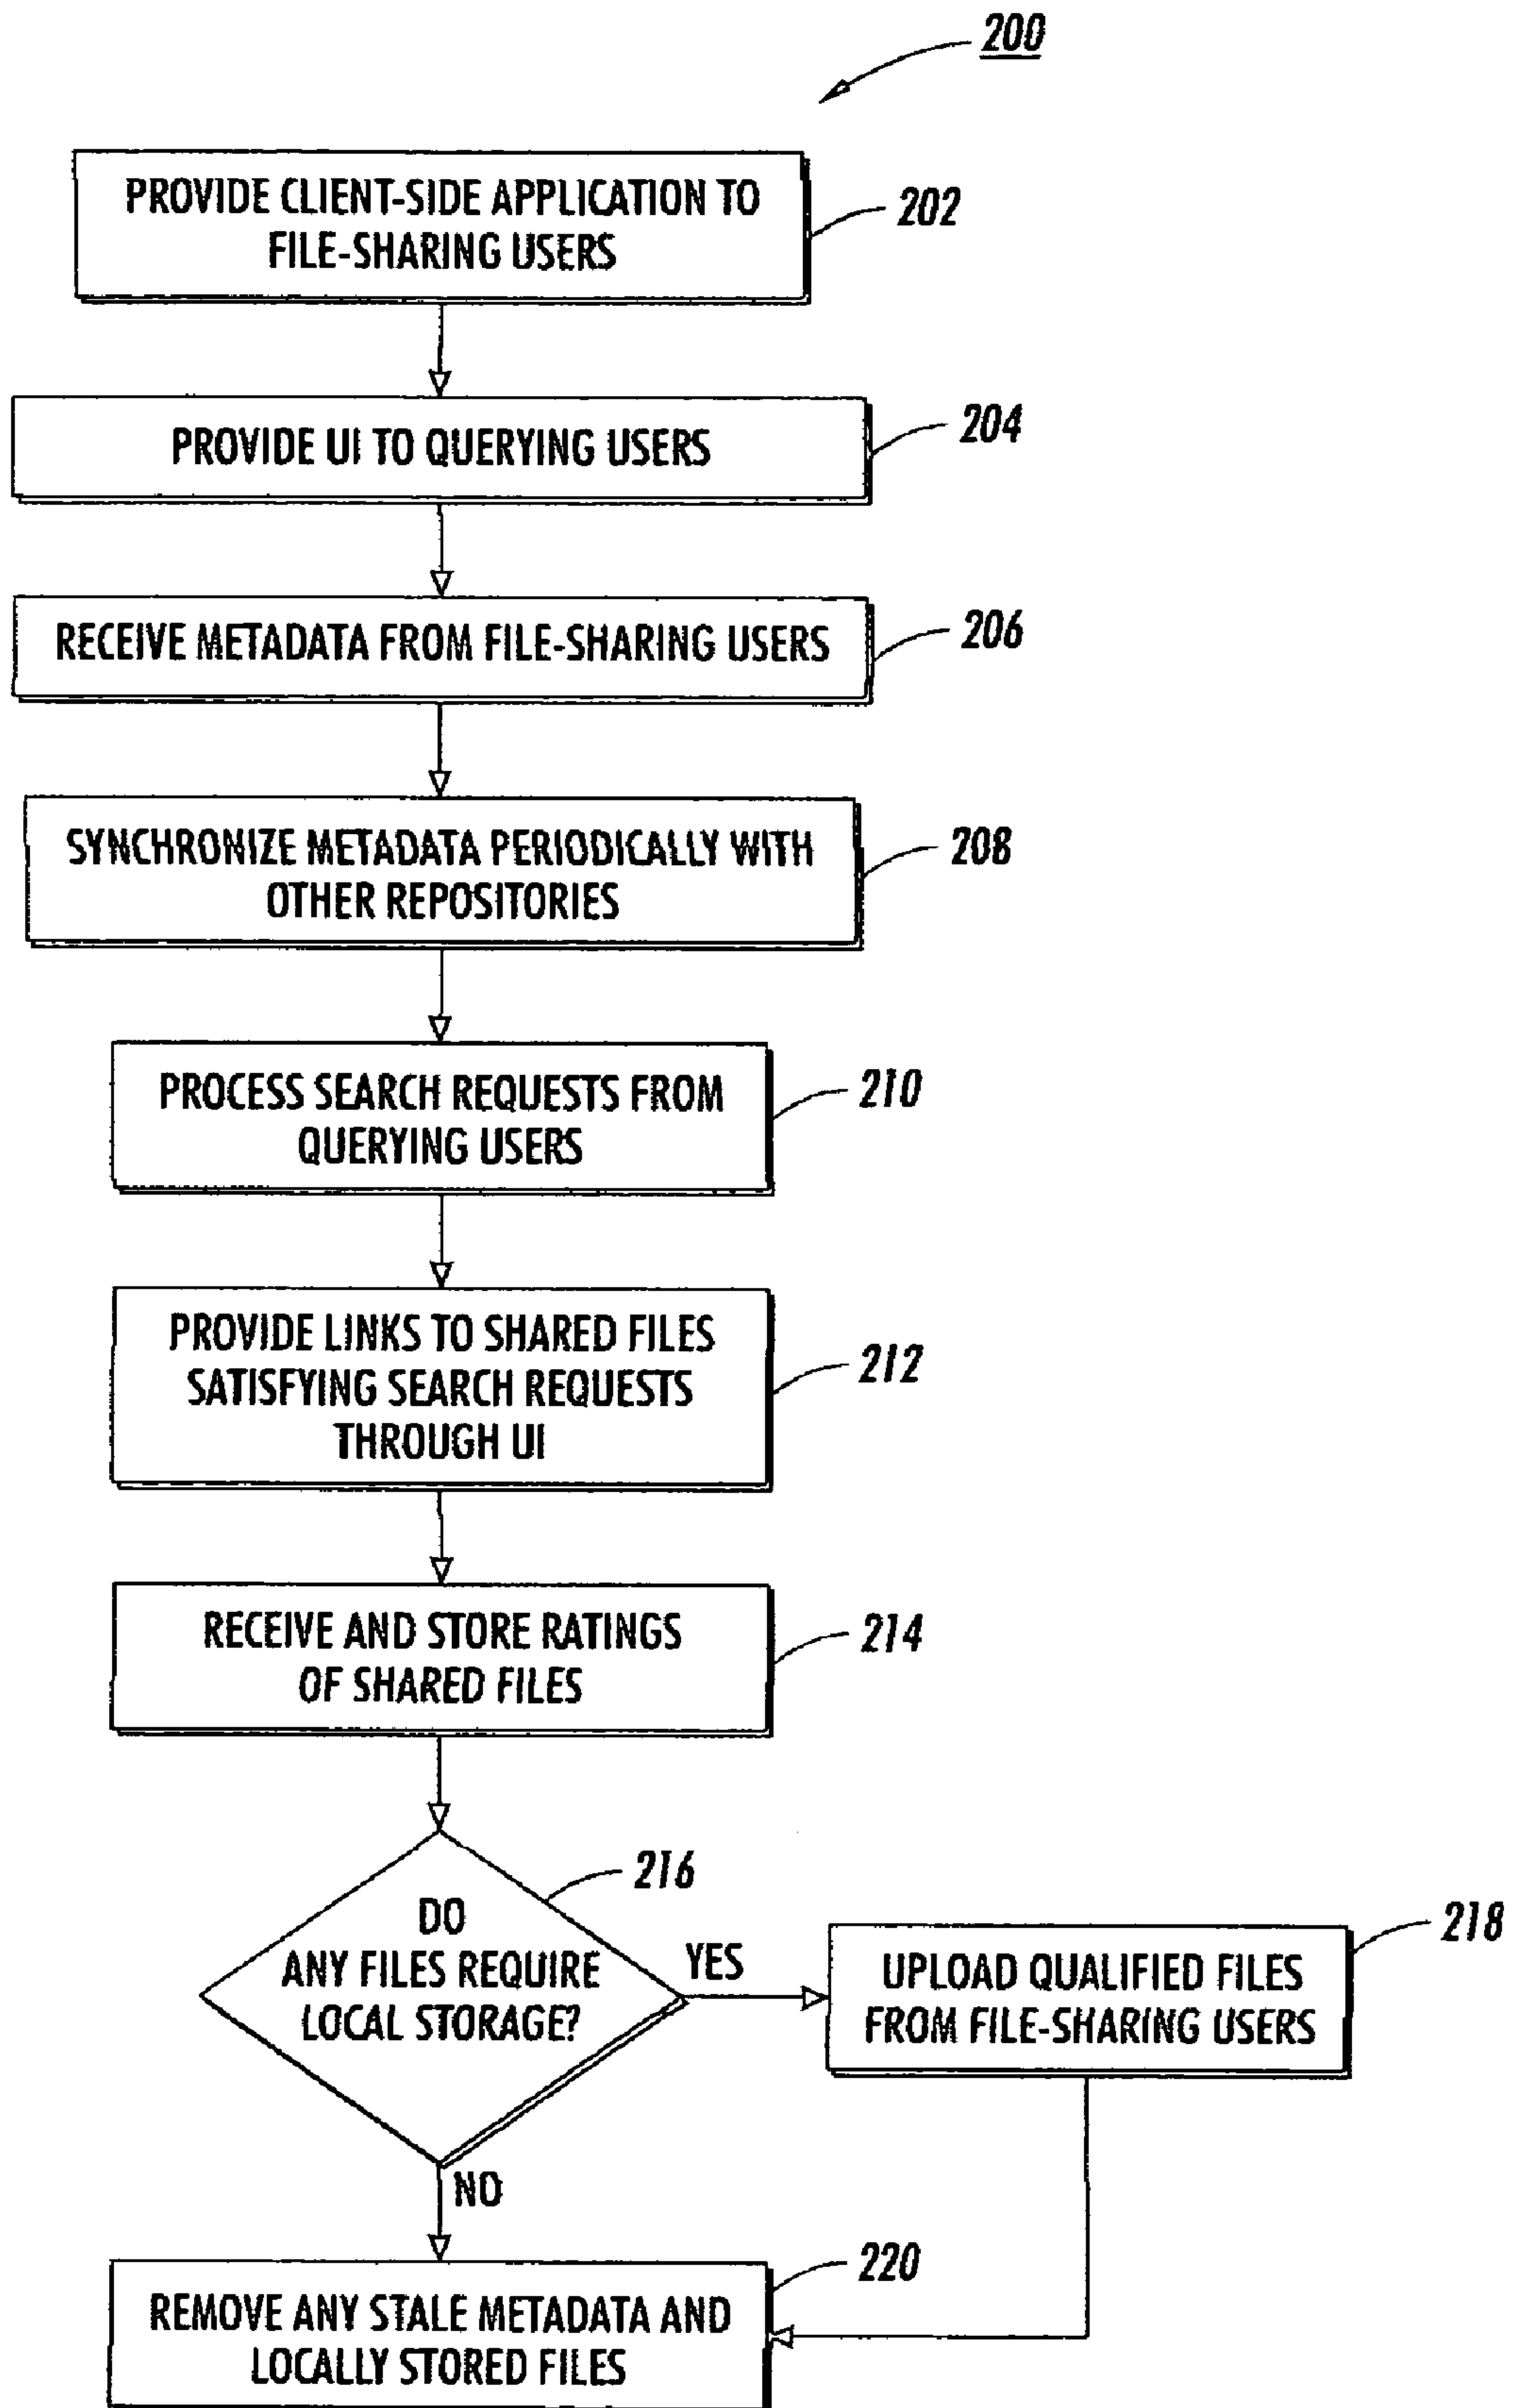 200
PROVIDE CLIENT-SIDE APPLICATION TO
FILE-SHARING USERS
202
PROVIDE UI TO QUERYING USERS
204
RECEIVE METADATA FROM FILE-SHARING USERS
206
SYNCHRONIZE METADATA PERIODICALLY WITH
OTHER REPOSITORIES
208
PROCESS SEARCH REQUESTS FROM
QUERYING USERS
210
PROVIDE LINKS TO SHARED FILES
SATISFYING SEARCH REQUESTS
THROUGH UI
212
RECEIVE AND STORE RATINGS
OF SHARED FILES
214
DO
ANY FILES REQUIRE
LOCAL STORAGE?
216
YES
UPLOAD QUALIFIED FILES
FROM FILE-SHARING USERS
218
NO
REMOVE ANY STALE METADATA AND
LOCALLY STORED FILES
220